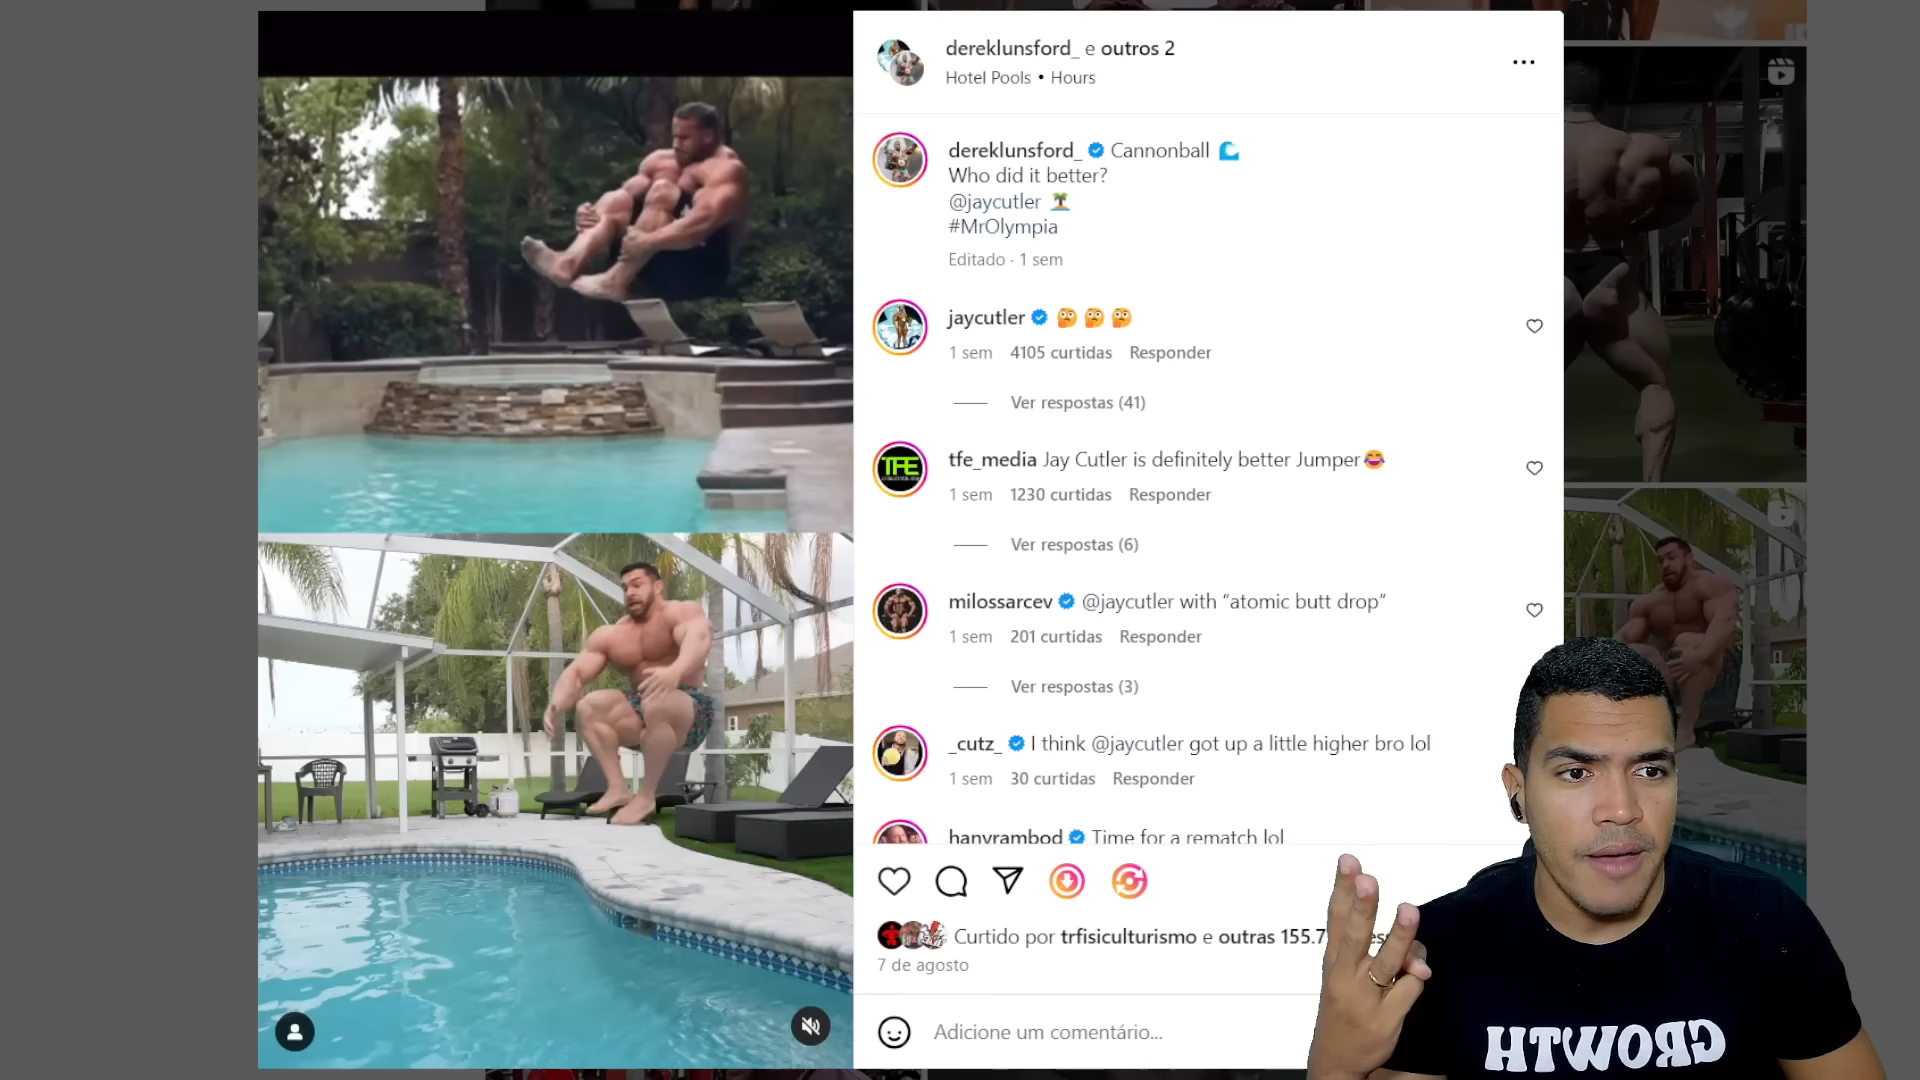 dereklunsford_ e outros 2
Hotel Pools • Hours
dereklunsford_ Cannonball 🌊
Who did it better?
@jaycutler 🏝️
#MrOlympia
Editado · 1 sem
jaycutler 🫣🫣🫣
1 sem 4105 curtidas Responder
Ver respostas (41)
TFE
tfe_media Jay Cutler is definitely better Jumper😂
1 sem 1230 curtidas Responder
Ver respostas (6)
milossarcev @jaycutler with “atomic butt drop”
1 sem 201 curtidas Responder
Ver respostas (3)
_cutz_ I think @jaycutler got up a little higher bro lol
1 sem 30 curtidas Responder
hanyrambod Time for a rematch lol
Curtido por trfisiculturismo e outras 155.7
7 de agosto
Adicione um comentário...
GROWTH